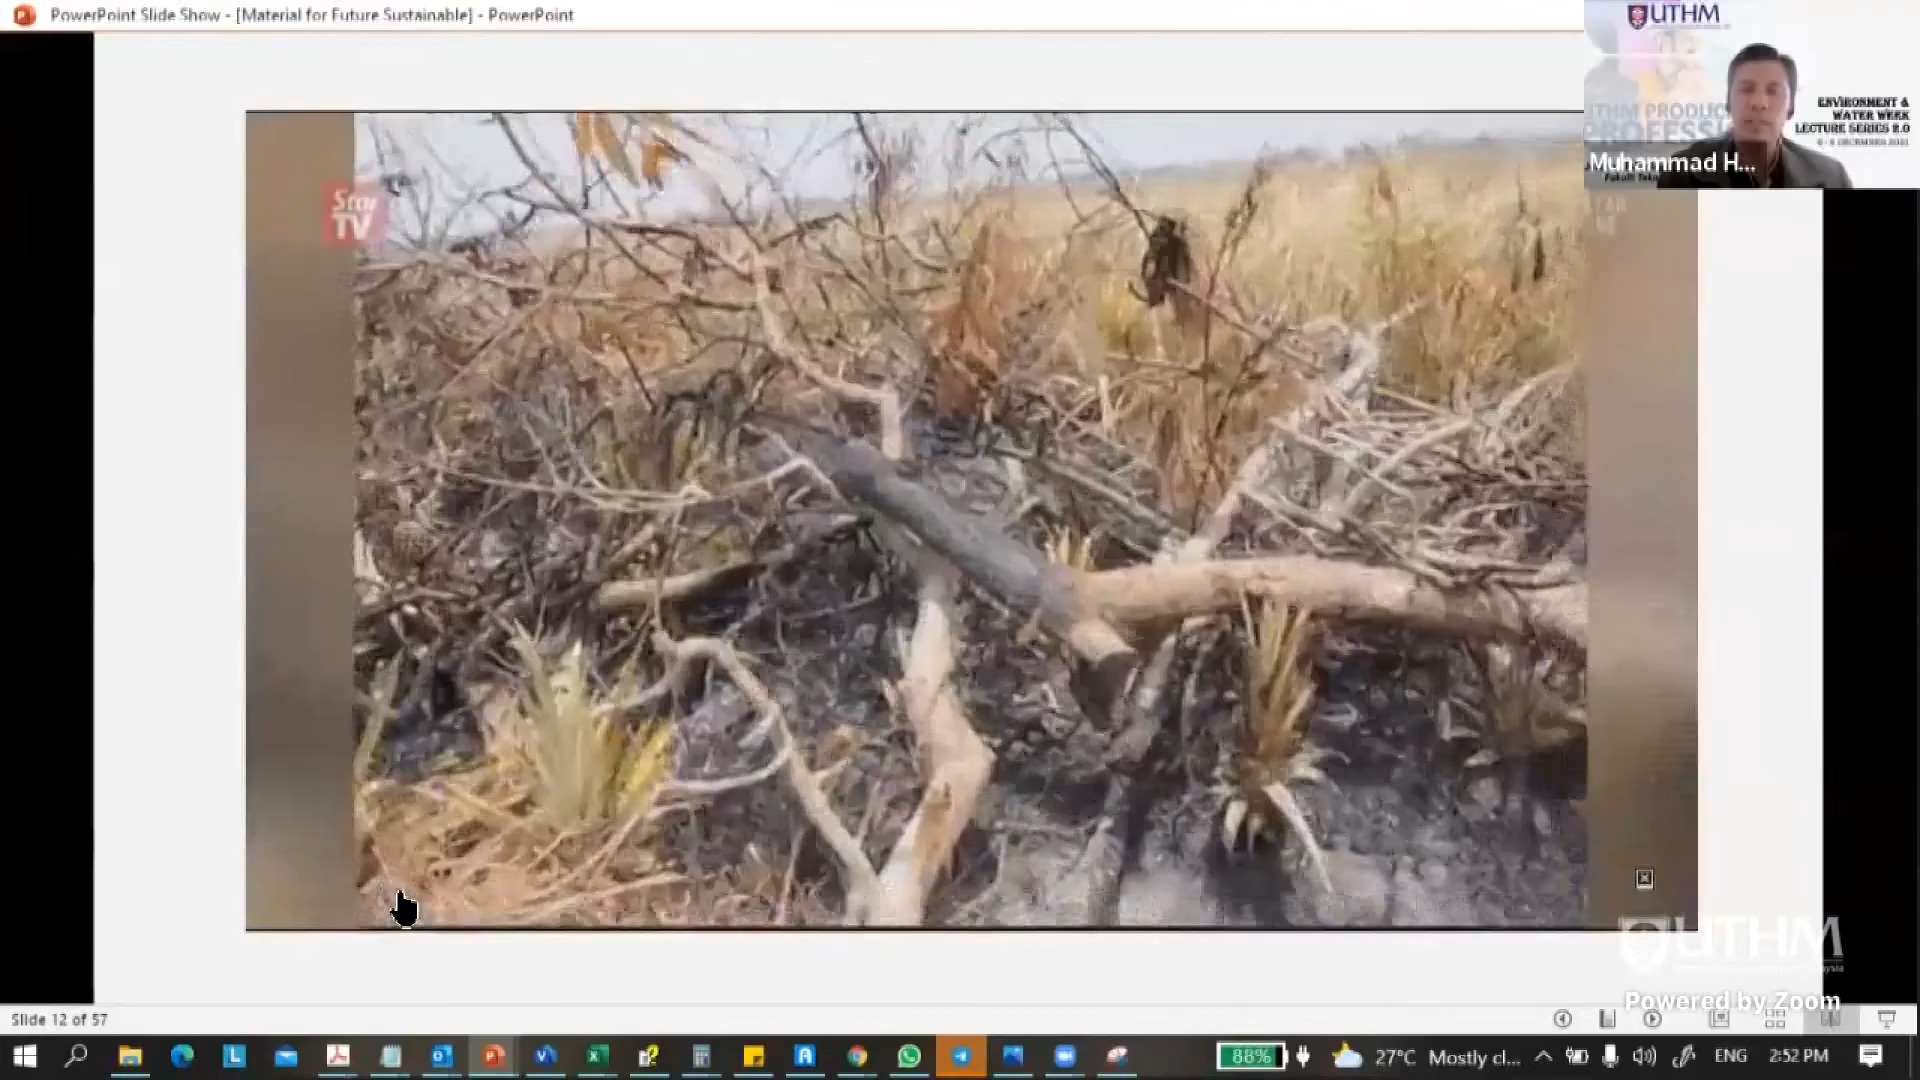 PowerPoint Slide Show - [Material for Future Sustainable] - PowerPoint
UTHM
ENVIRONMENT &
WATER WEEK
LECTURE SERIES 2.0
Muhammad H...
Star
TV
UTHM
Powered by Zoom
Slide 12 of 57
88%
27°C Mostly cl...
ENG
2:52 PM